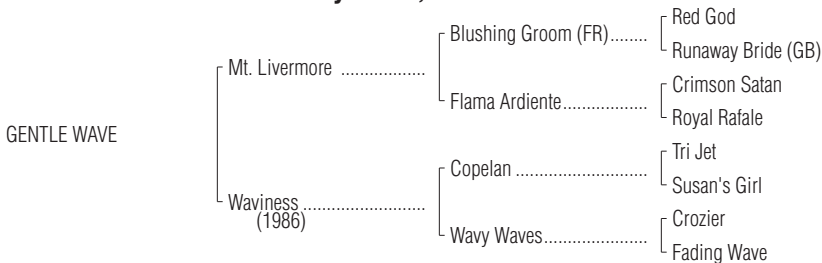 Red God
Blushing Groom (FR)........
Runaway Bride (GB)
Mt. Livermore ..................
Crimson Satan
Flama Ardiente..................
Royal Rafale
GENTLE WAVE
Tri Jet
Copelan ............................
Susan's Girl
Waviness ..........................
(1986)
Crozier
Wavy Waves......................
Fading Wave